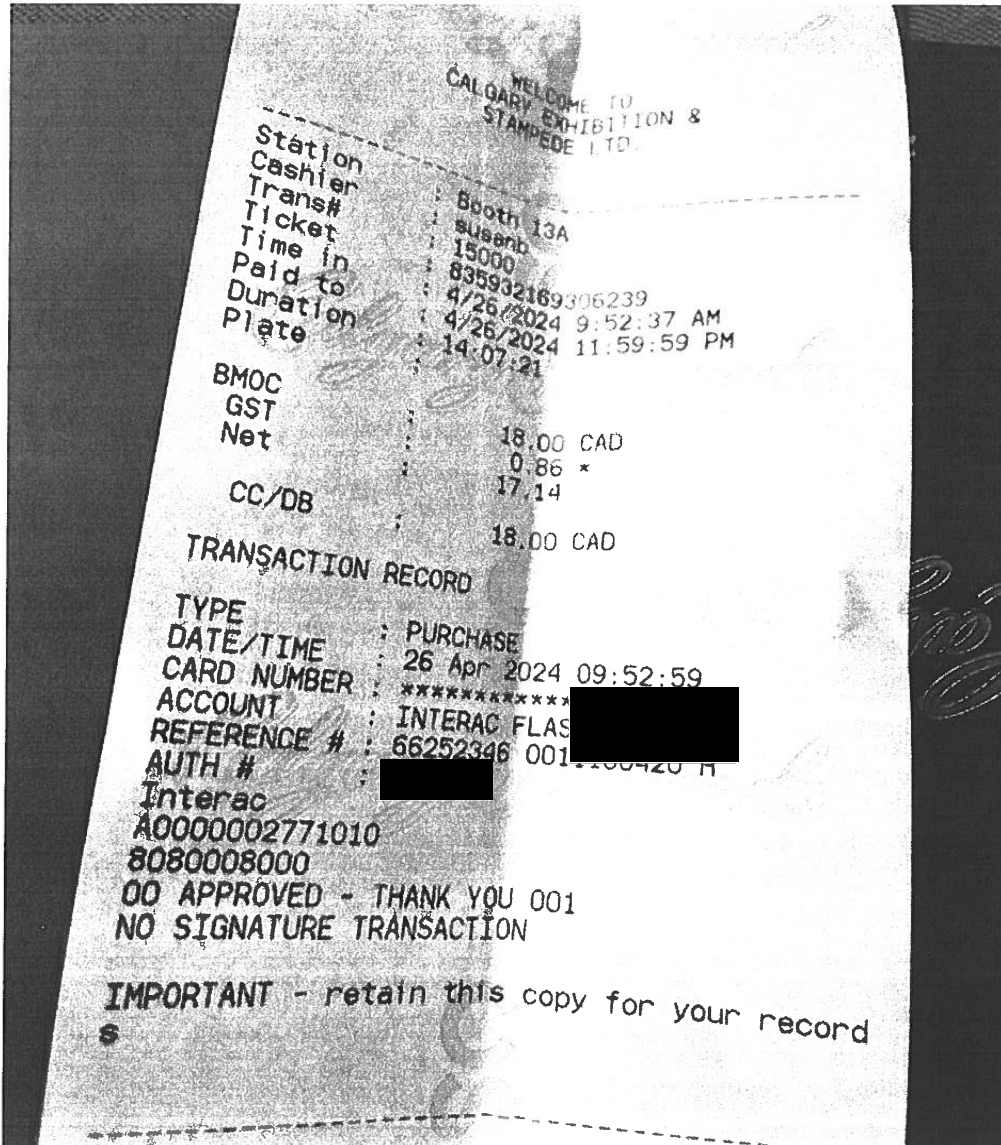 WELCOME TO
CALGARY EXHIBITION &
STAMPEDE LTD.
Station : Booth 13A
Cashier : susanb
Trans# : 15000
Ticket : 835932169306239
Time in : 4/26/2024 9:52:37 AM
Paid to : 4/26/2024 11:59:59 PM
Duration : 14:07:21
Plate :
BMOC : 18.00 CAD
GST : 0.86 *
Net : 17.14
CC/DB : 18.00 CAD
TRANSACTION RECORD
TYPE : PURCHASE
DATE/TIME : 26 Apr 2024 09:52:59
CARD NUMBER : ************
ACCOUNT : INTERAC FLAS
REFERENCE # : 66252346 001
AUTH # :
Interac
A0000002771010
8080008000
00 APPROVED - THANK YOU 001
NO SIGNATURE TRANSACTION
IMPORTANT - retain this copy for your record
s